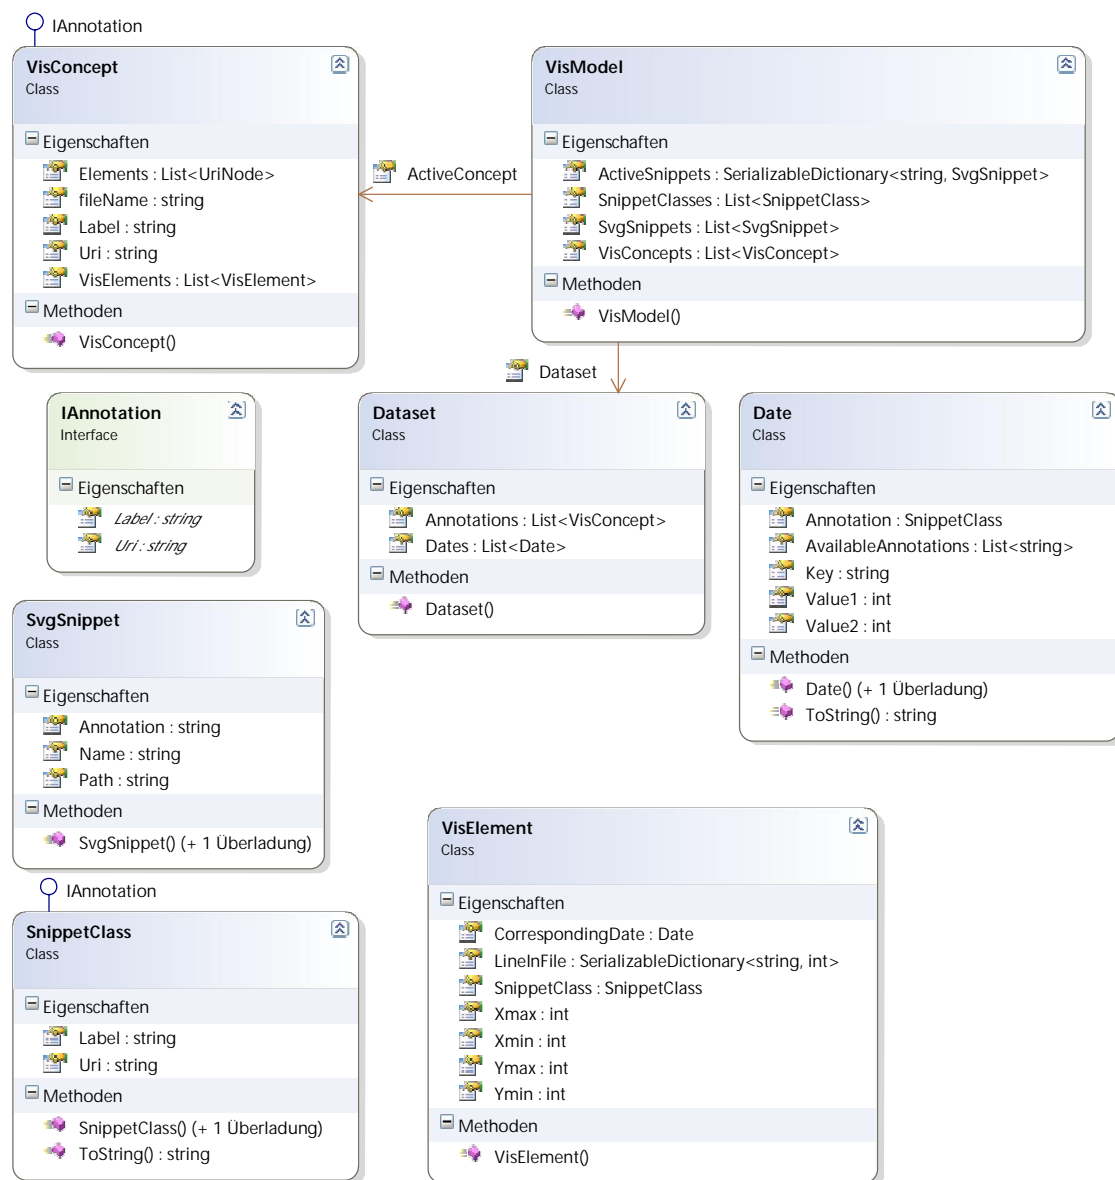 IAnnotation
VisConcept
Class
Eigenschaften
Elements : List<UriNode>
fileName : string
Label : string
Uri : string
VisElements : List<VisElement>
Methoden
VisConcept()
ActiveConcept
VisModel
Class
Eigenschaften
ActiveSnippets : SerializableDictionary<string, SvgSnippet>
SnippetClasses : List<SnippetClass>
SvgSnippets : List<SvgSnippet>
VisConcepts : List<VisConcept>
Methoden
VisModel()
Dataset
IAnnotation
Interface
Eigenschaften
Label : string
Uri : string
Dataset
Class
Eigenschaften
Annotations : List<VisConcept>
Dates : List<Date>
Methoden
Dataset()
Date
Class
Eigenschaften
Annotation : SnippetClass
AvailableAnnotations : List<string>
Key : string
Value1 : int
Value2 : int
Methoden
Date() (+ 1 Überladung)
ToString() : string
SvgSnippet
Class
Eigenschaften
Annotation : string
Name : string
Path : string
Methoden
SvgSnippet() (+ 1 Überladung)
IAnnotation
SnippetClass
Class
Eigenschaften
Label : string
Uri : string
Methoden
SnippetClass() (+ 1 Überladung)
ToString() : string
VisElement
Class
Eigenschaften
CorrespondingDate : Date
LineInFile : SerializableDictionary<string, int>
SnippetClass : SnippetClass
Xmax : int
Xmin : int
Ymax : int
Ymin : int
Methoden
VisElement()